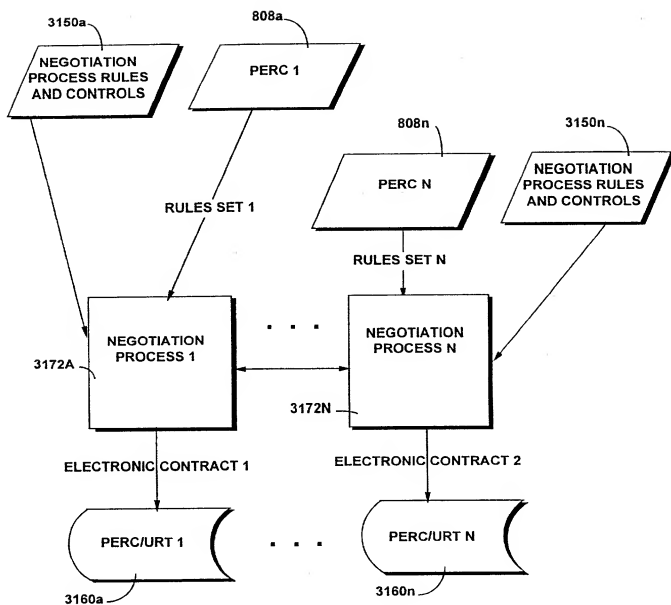 3150a
808a
NEGOTIATION
PROCESS RULES
AND CONTROLS
PERC 1
808n
3150n
PERC N
NEGOTIATION
PROCESS RULES
AND CONTROLS
RULES SET 1
RULES SET N
NEGOTIATION
PROCESS 1
. . .
NEGOTIATION
PROCESS N
3172A
3172N
ELECTRONIC CONTRACT 1
ELECTRONIC CONTRACT 2
PERC/URT 1
. . .
PERC/URT N
3160a
3160n